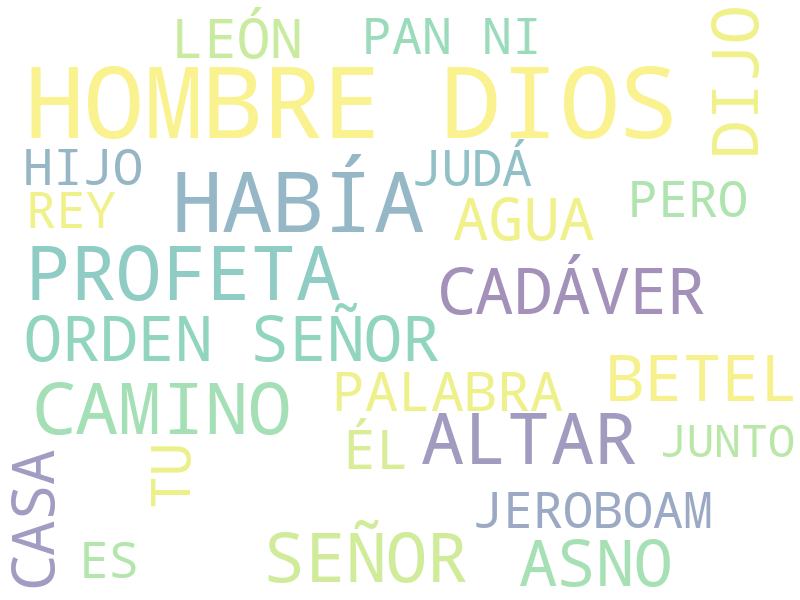 LEÓN
PAN NI
DIJO
HOMBRE DIOS
HIJO
JUDÁ
REY
HABÍA
AGUA
PERO
PROFETA
CADÁVER
ORDEN SEÑOR
CAMINO
PALABRA
BETEL
ÉL
ALTAR
JUNTO
CASA
TU
JEROBOAM
ES
SEÑOR
ASNO